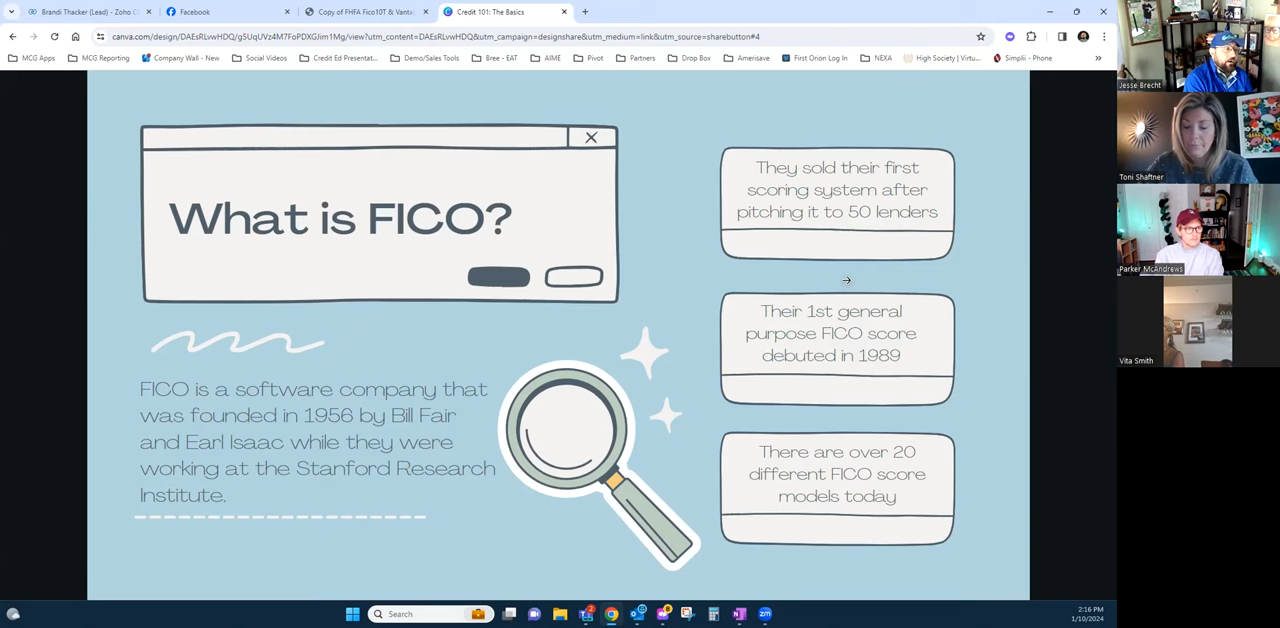 Brandi Thacker (Lead) - Zoho C
Facebook
Copy of FHFA Fico10T & Vanta
Credit 101: The Basics
canva.com/design/DAEsRLvwHDQ/g5UqUVz4M7FoPDXGJim1Mg/view?utm_content=DAEsRLvwHDQ&utm_campaign=designshare&utm_medium=link&utm_source=sharebutton#4
MCG Apps
MCG Reporting
Company Wall - New
Social Videos
Credit Ed Presentat...
Demo/Sales Tools
Bree - EAT
AIME
Pivot
Partners
Drop Box
Amerisave
First Orion Log In
NEXA
High Society | Virtu...
Simplii - Phone
What is FICO?
FICO is a software company that
was founded in 1956 by Bill Fair
and Earl Isaac while they were
working at the Stanford Research
Institute.
They sold their first
scoring system after
pitching it to 50 lenders
Their 1st general
purpose FICO score
debuted in 1989
There are over 20
different FICO score
models today
Jesse Brecht
Toni Shaftner
Parker McAndrews
Vita Smith
Search
2:16 PM
1/10/2024